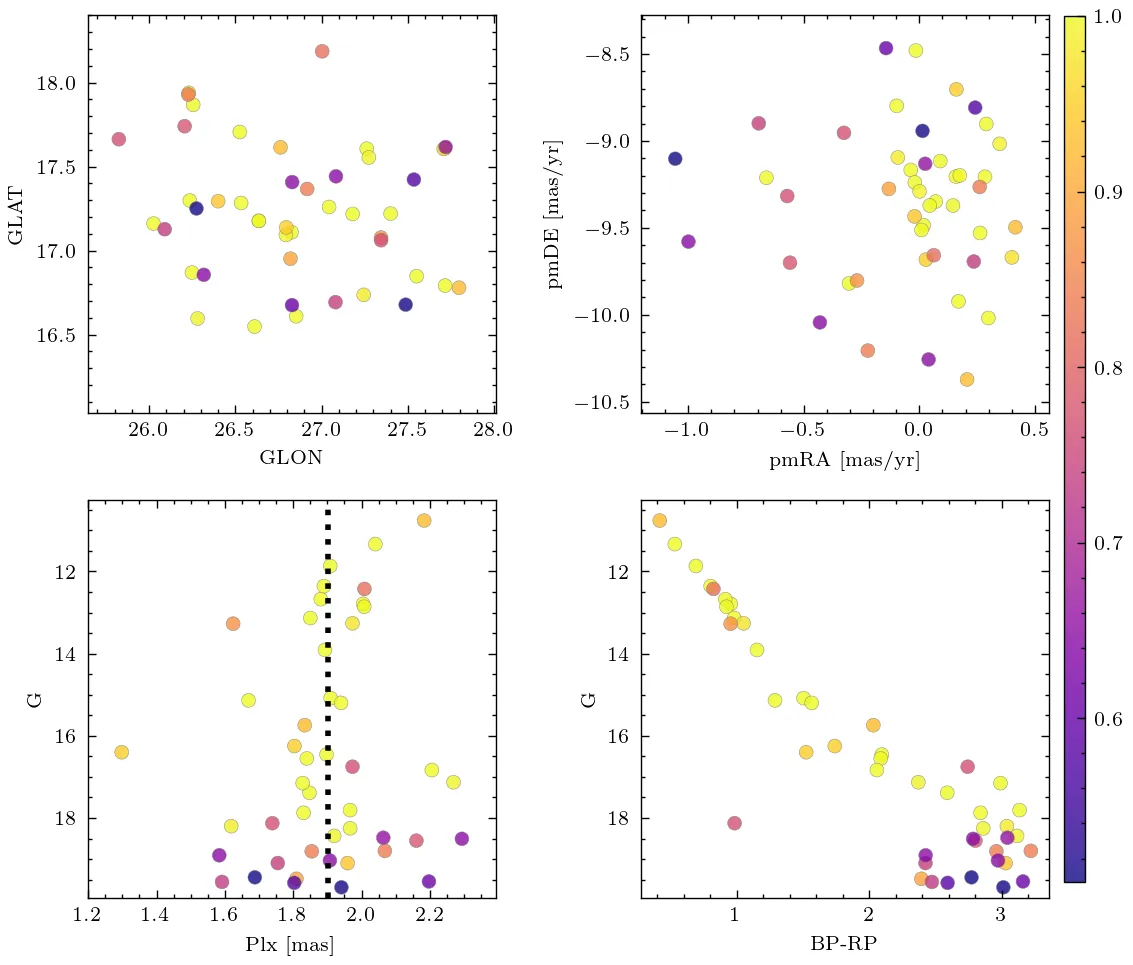 18.0
17.5
17.0
16.5
GLAT
26.0 26.5 27.0 27.5 28.0
GLON
−8.5
−9.0
−9.5
−10.0
−10.5
pmDE [mas/yr]
−1.0 −0.5 0.0 0.5
pmRA [mas/yr]
1.0
0.9
0.8
0.7
0.6
12
14
16
18
G
1.2 1.4 1.6 1.8 2.0 2.2
Plx [mas]
12
14
16
18
G
1 2 3
BP-RP